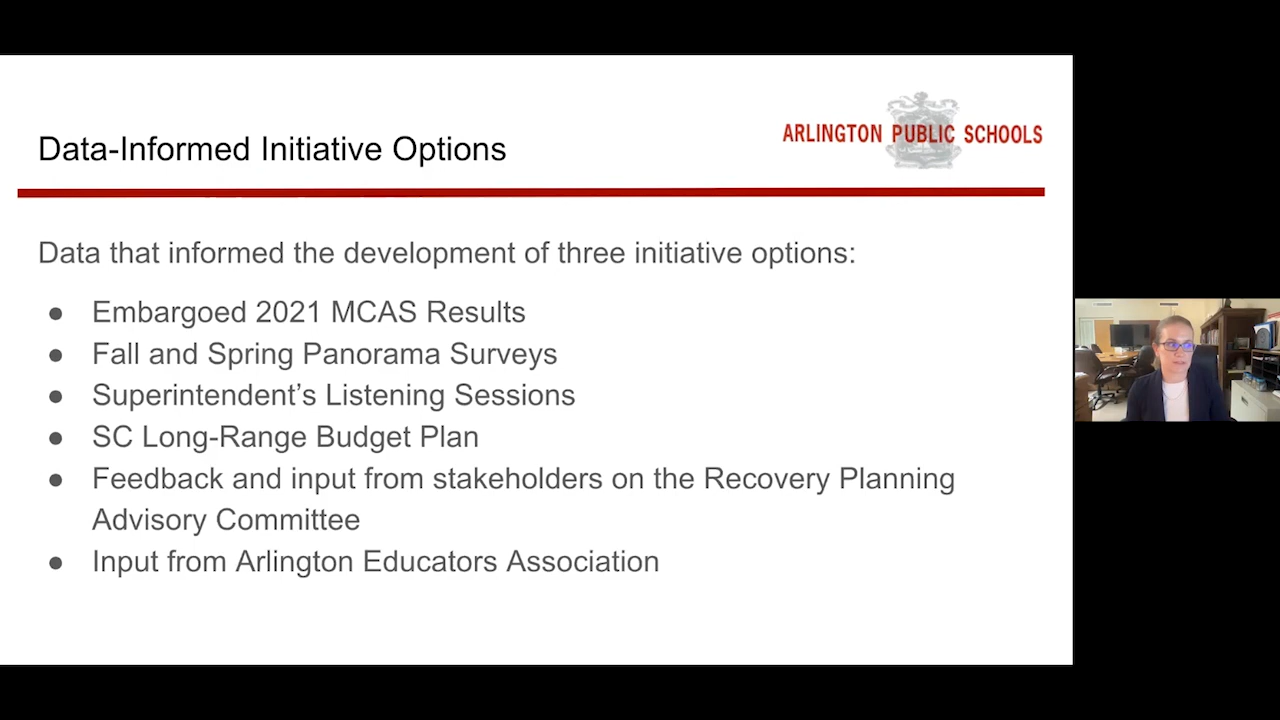 ARLINGTON PUBLIC SCHOOLS
Data-Informed Initiative Options
Data that informed the development of three initiative options:
● Embargoed 2021 MCAS Results
● Fall and Spring Panorama Surveys
● Superintendent’s Listening Sessions
● SC Long-Range Budget Plan
● Feedback and input from stakeholders on the Recovery Planning
Advisory Committee
● Input from Arlington Educators Association